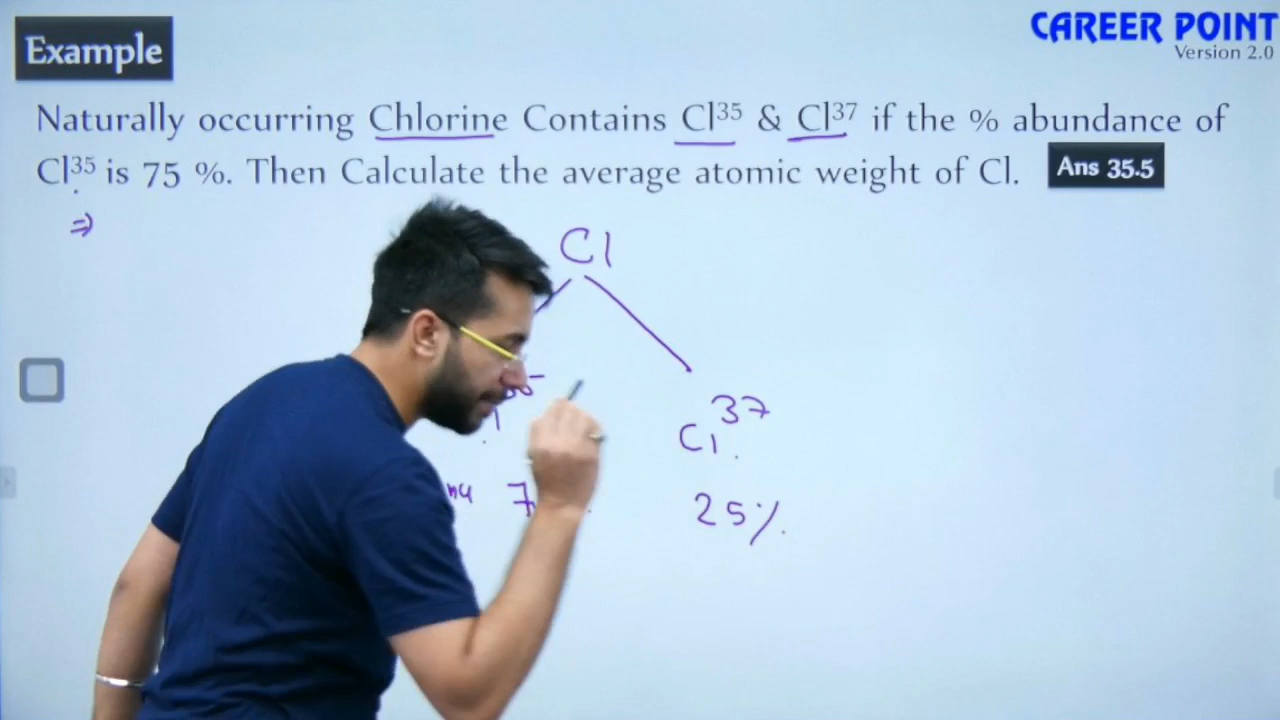 CAREER POINT
Version 2.0
Example
Naturally occurring Chlorine Contains Cl³⁵ & Cl³⁷ if the % abundance of
Cl³⁵ is 75 %. Then Calculate the average atomic weight of Cl. Ans 35.5
⇒
Cl
Cl³⁷
25%